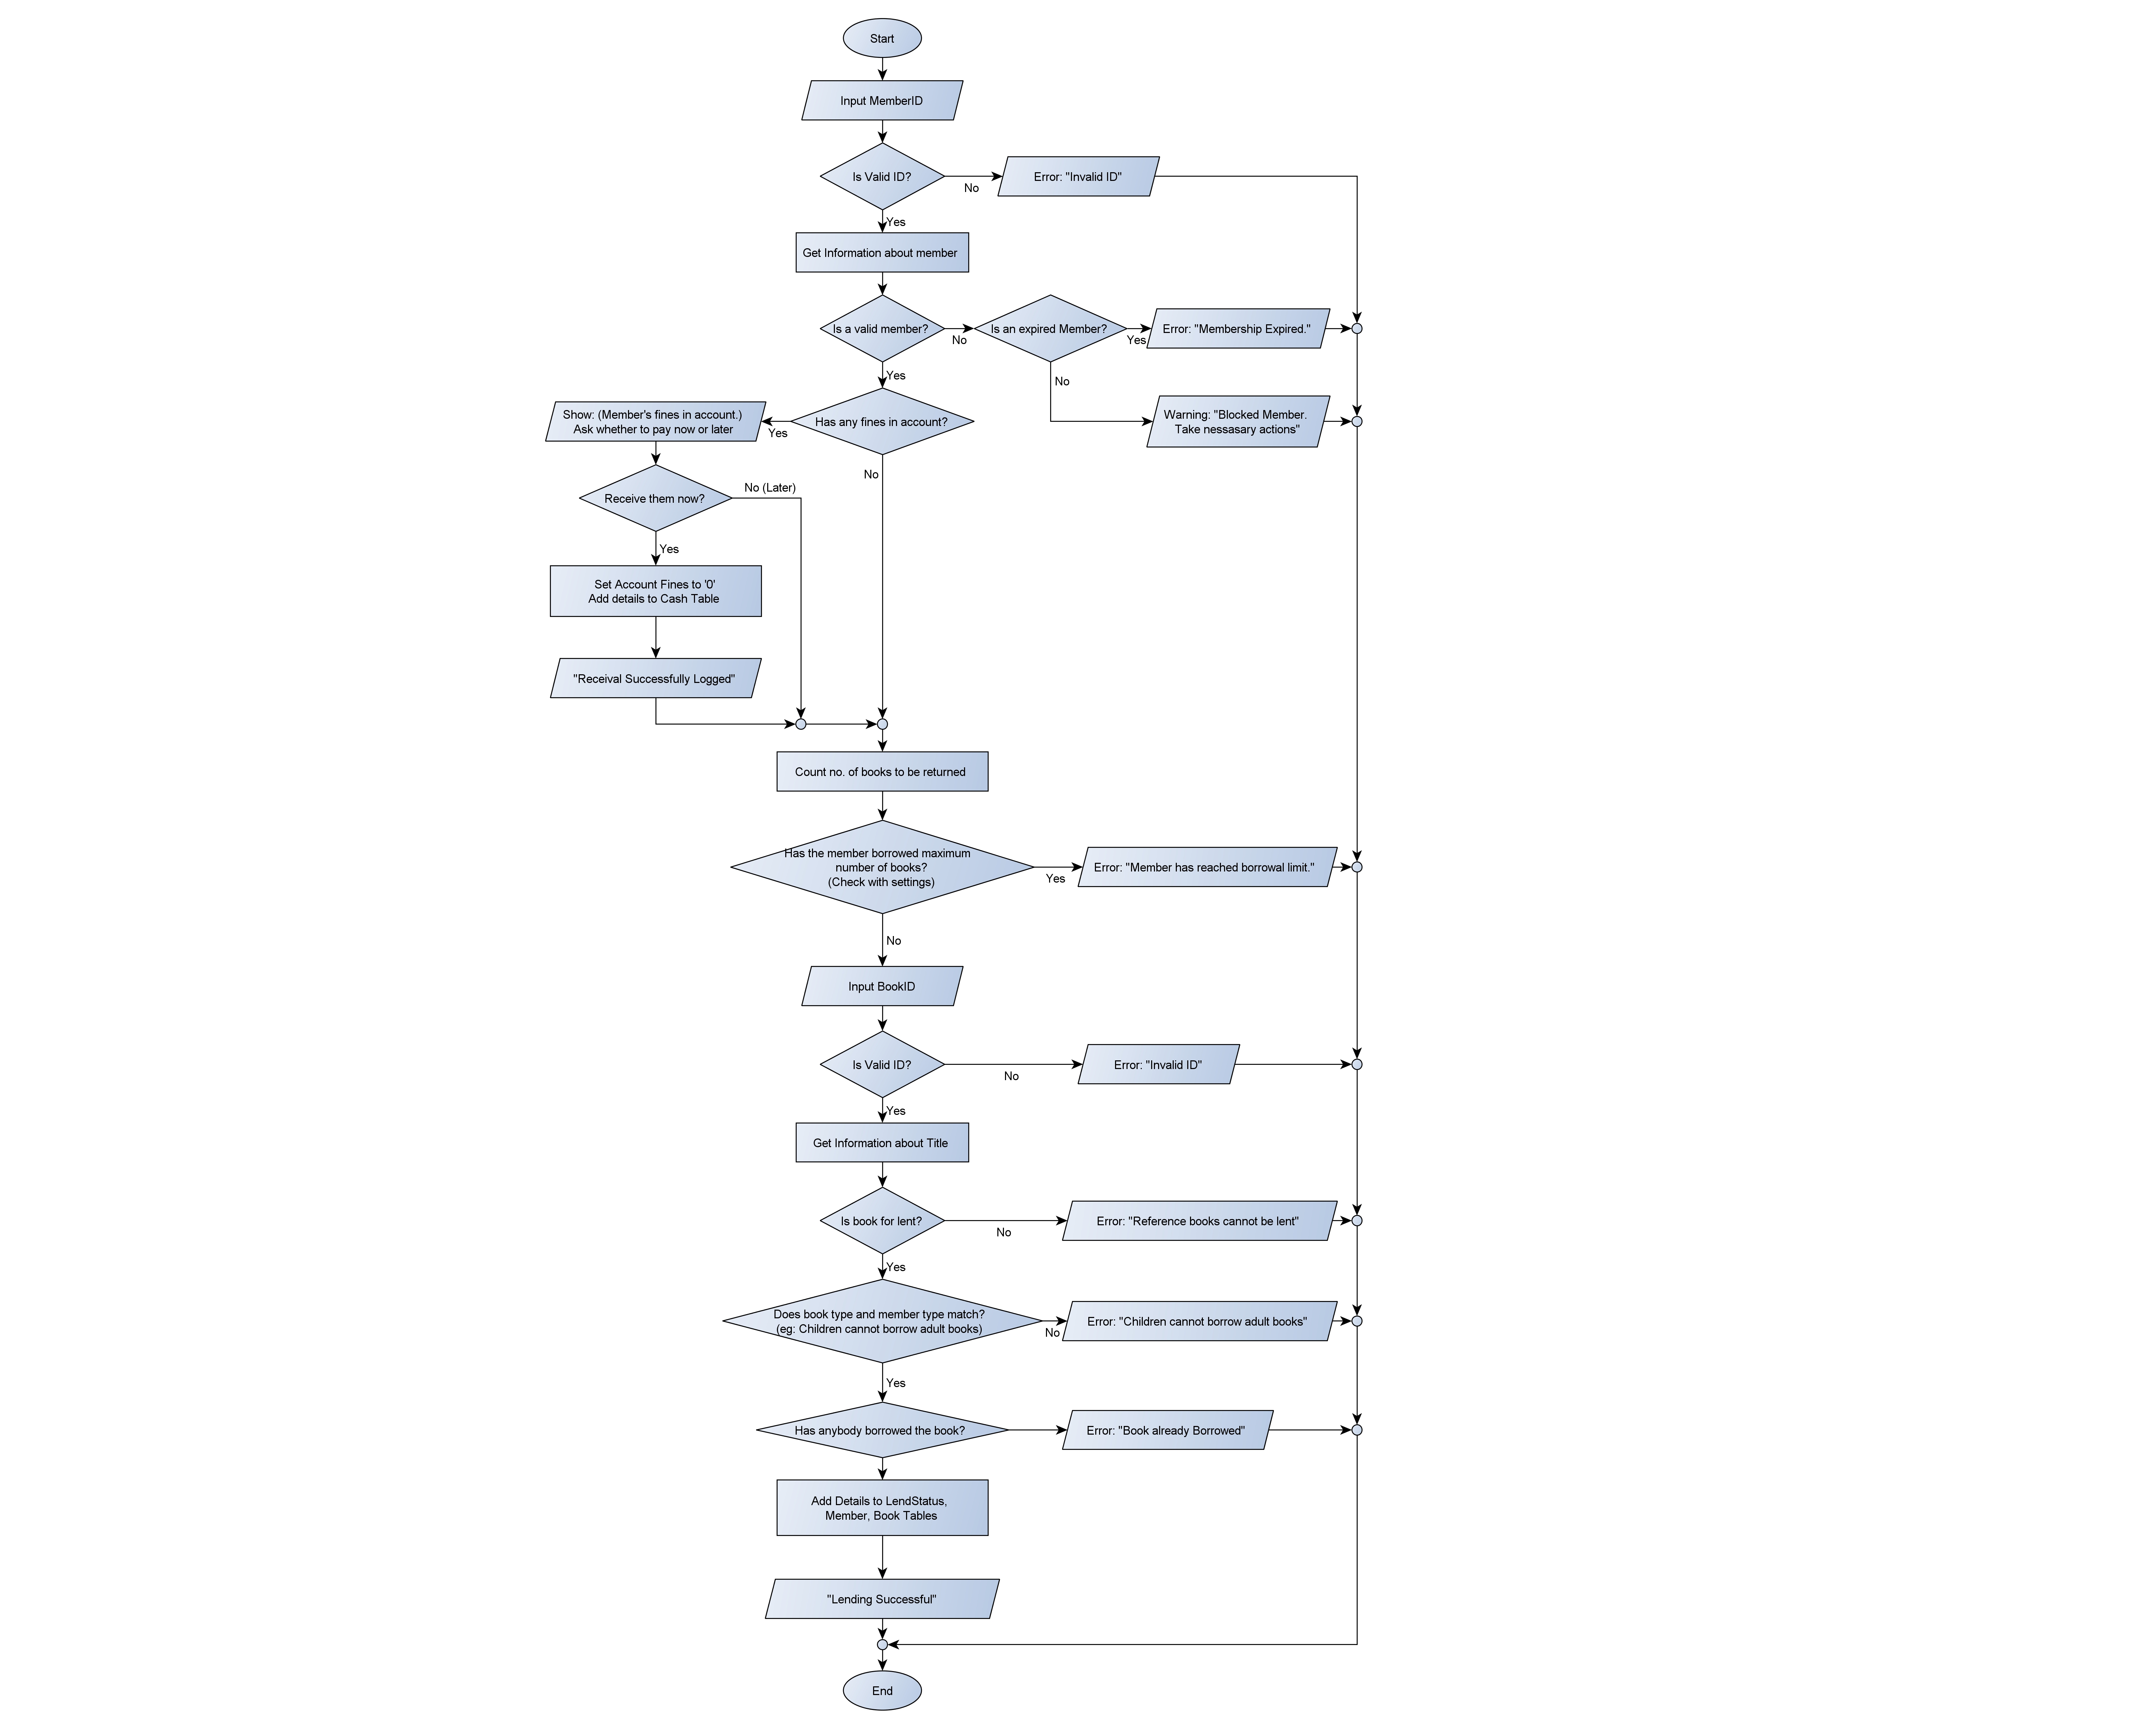 Start
Input MemberID
Is Valid ID?
No
Error: "Invalid ID"
Yes
Get Information about member
Is a valid member?
No
Is an expired Member?
Yes
Error: "Membership Expired."
Yes
No
Show: (Member's fines in account.)
Ask whether to pay now or later
Yes
Has any fines in account?
Warning: "Blocked Member.
Take nessasary actions"
No
Receive them now?
No (Later)
Yes
Set Account Fines to '0'
Add details to Cash Table
"Receival Successfully Logged"
Count no. of books to be returned
Has the member borrowed maximum
number of books?
(Check with settings)
Yes
Error: "Member has reached borrowal limit."
No
Input BookID
Is Valid ID?
No
Error: "Invalid ID"
Yes
Get Information about Title
Is book for lent?
No
Error: "Reference books cannot be lent"
Yes
Does book type and member type match?
(eg: Children cannot borrow adult books)
No
Error: "Children cannot borrow adult books"
Yes
Has anybody borrowed the book?
Error: "Book already Borrowed"
Add Details to LendStatus,
Member, Book Tables
"Lending Successful"
End